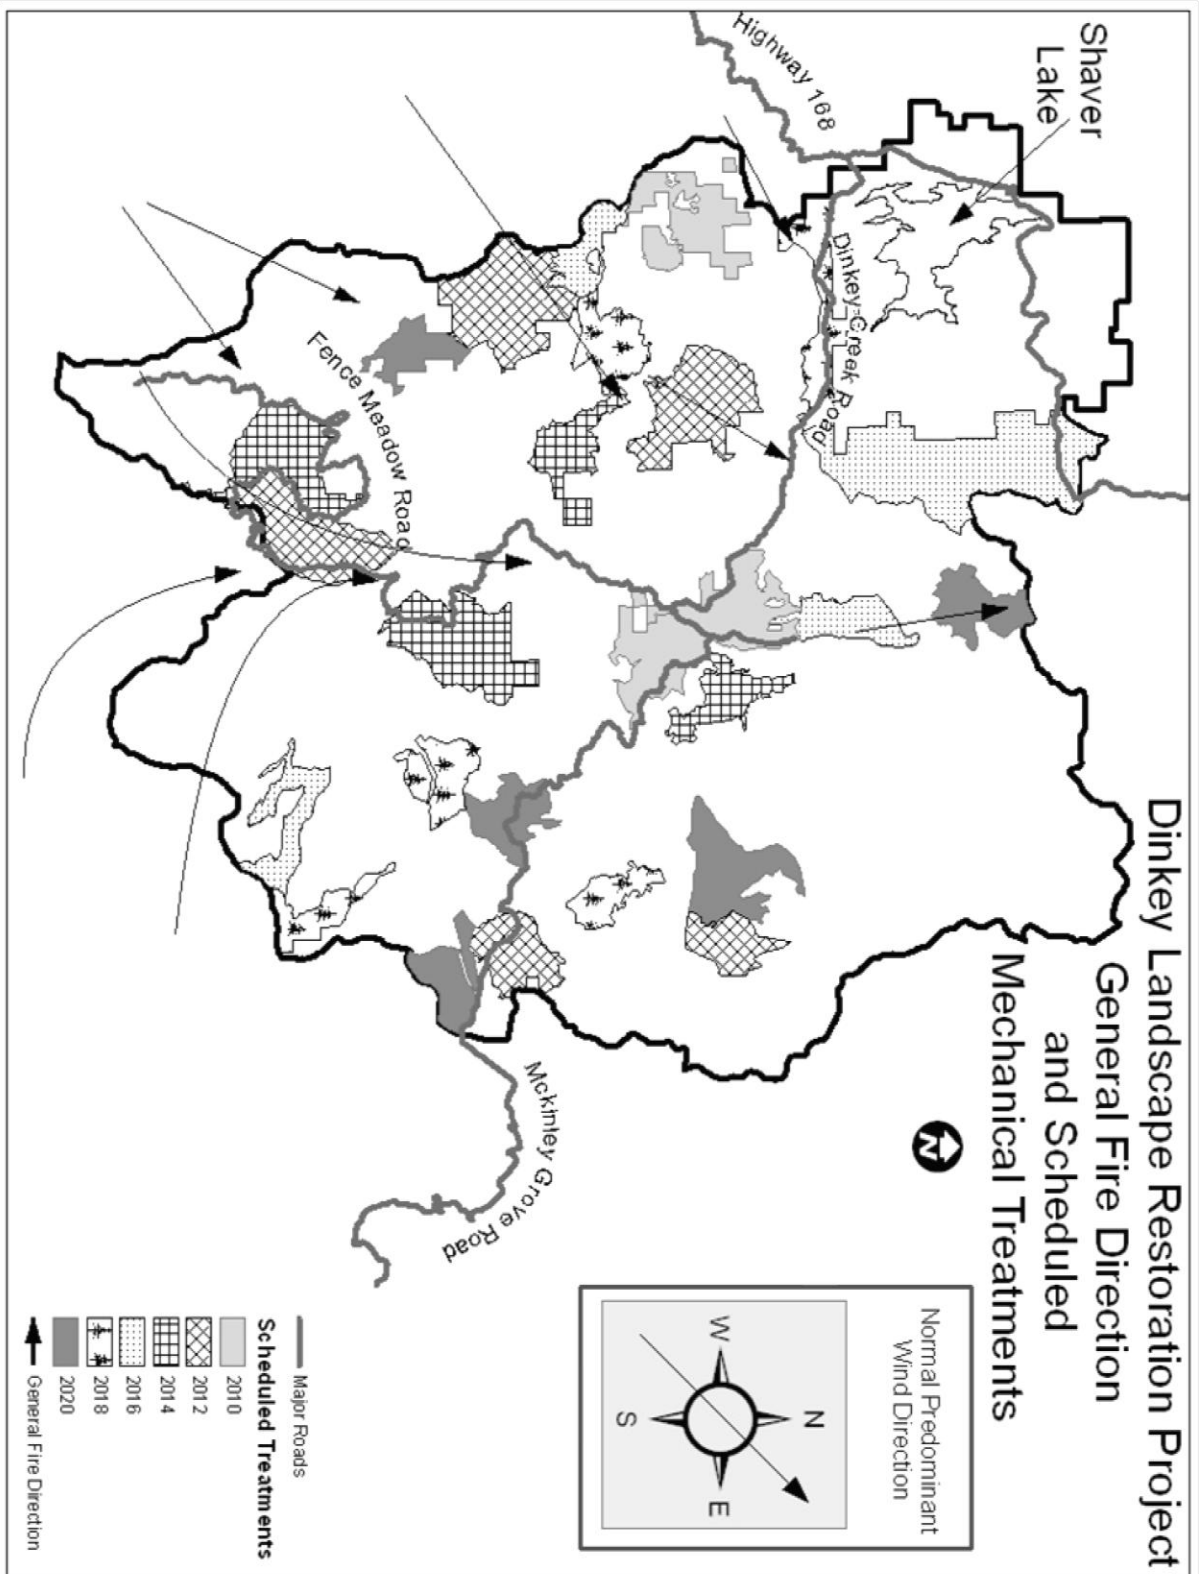 Dinkey Landscape Restoration Project
General Fire Direction
and Scheduled
Mechanical Treatments
N
Shaver
Lake
Highway 168
Dinkey Creek Road
Fence Meadow Road
Mckinley Grove Road
Normal Predominant
Wind Direction
N
W
E
S
Major Roads
Scheduled Treatments
2010
2012
2014
2016
2018
2020
General Fire Direction